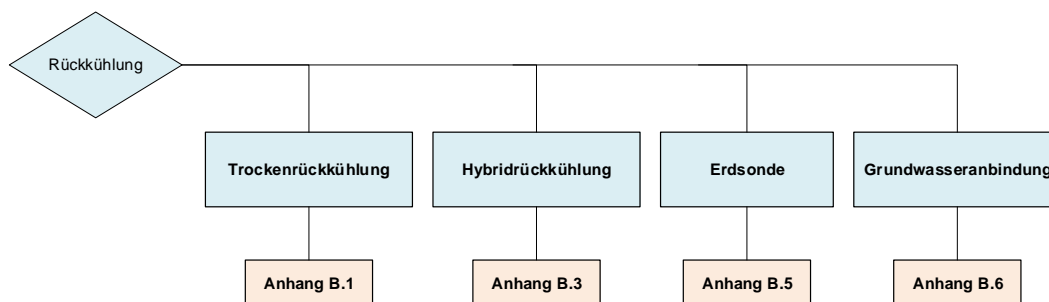 Rückkühlung
Trockenrückkühlung
Hybridrückkühlung
Erdsonde
Grundwasseranbindung
Anhang B.1
Anhang B.3
Anhang B.5
Anhang B.6